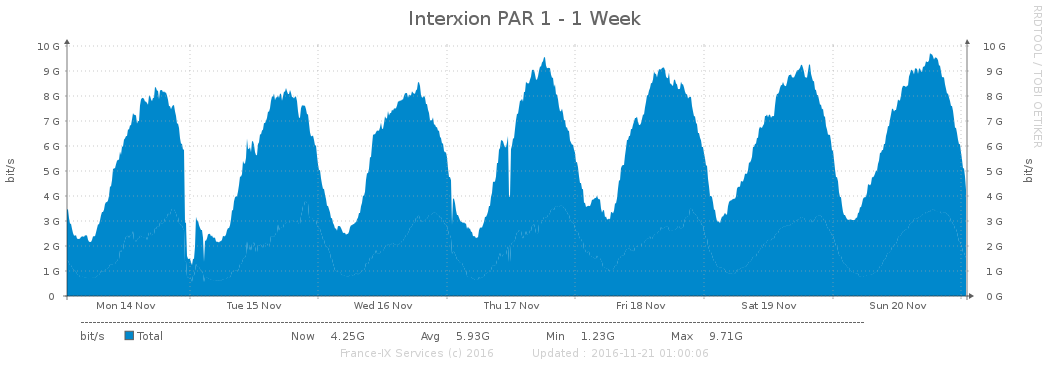 Interxion PAR 1 - 1 Week
RRDTOOL / TOBI OETIKER
bit/s
bit/s
10 G 10 G
9 G 9 G
8 G 8 G
7 G 7 G
6 G 6 G
5 G 5 G
4 G 4 G
3 G 3 G
2 G 2 G
1 G 1 G
0 0 G
Mon 14 Nov Tue 15 Nov Wed 16 Nov Thu 17 Nov Fri 18 Nov Sat 19 Nov Sun 20 Nov
bit/s Total Now 4.25G Avg 5.93G Min 1.23G Max 9.71G
France-IX Services (c) 2016 Updated : 2016-11-21 01:00:06